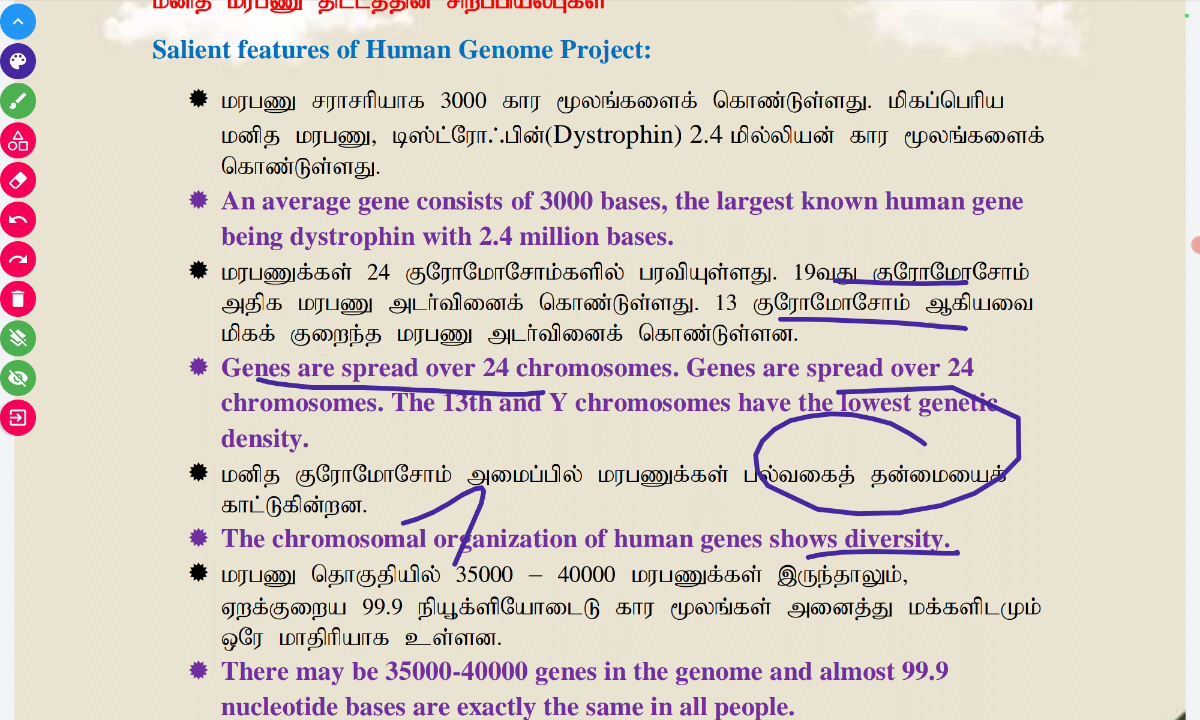 மனித மரபணு திட்டத்தின் சிறப்பியல்புகள்
Salient features of Human Genome Project:
மரபணு சராசரியாக 3000 கார மூலங்களைக் கொண்டுள்ளது. மிகப்பெரிய
மனித மரபணு, டிஸ்ட்ரோஃபின்(Dystrophin) 2.4 மில்லியன் கார மூலங்களைக்
கொண்டுள்ளது.
An average gene consists of 3000 bases, the largest known human gene
being dystrophin with 2.4 million bases.
மரபணுக்கள் 24 குரோமோசோம்களில் பரவியுள்ளது. 19வது குரோமோசோம்
அதிக மரபணு அடர்வினைக் கொண்டுள்ளது. 13 குரோமோசோம் ஆகியவை
மிகக் குறைந்த மரபணு அடர்வினைக் கொண்டுள்ளன.
Genes are spread over 24 chromosomes. Genes are spread over 24
chromosomes. The 13th and Y chromosomes have the lowest genetic
density.
மனித குரோமோசோம் அமைப்பில் மரபணுக்கள் பல்வகைத் தன்மையைக்
காட்டுகின்றன.
The chromosomal organization of human genes shows diversity.
மரபணு தொகுதியில் 35000 – 40000 மரபணுக்கள் இருந்தாலும்,
ஏறக்குறைய 99.9 நியூக்ளியோடைடு கார மூலங்கள் அனைத்து மக்களிடமும்
ஒரே மாதிரியாக உள்ளன.
There may be 35000-40000 genes in the genome and almost 99.9
nucleotide bases are exactly the same in all people.